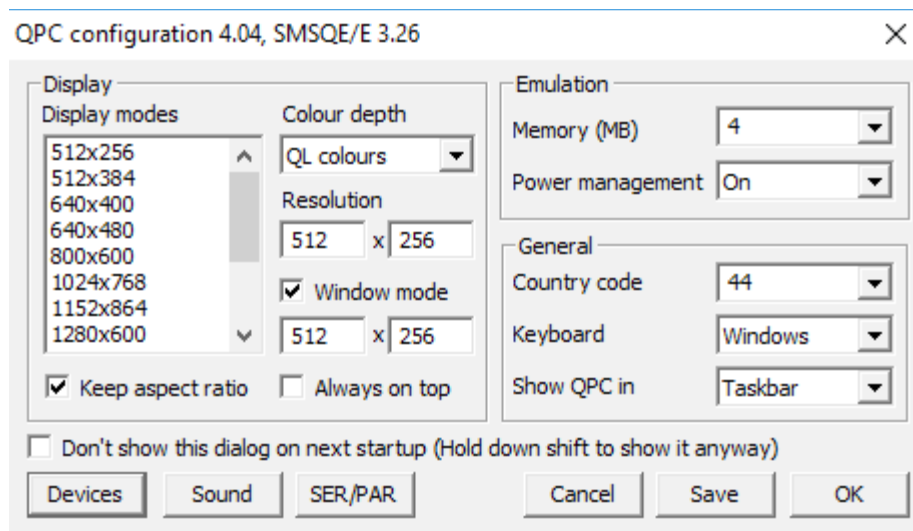 QPC configuration 4.04, SMSQE/E 3.26
Display
Display modes
512x256
512x384
640x400
640x480
800x600
1024x768
1152x864
1280x600
Colour depth
QL colours
Resolution
512 x 256
Window mode
512 x 256
Keep aspect ratio
Always on top
Emulation
Memory (MB) 4
Power management On
General
Country code 44
Keyboard Windows
Show QPC in Taskbar
Don't show this dialog on next startup (Hold down shift to show it anyway)
Devices Sound SER/PAR Cancel Save OK